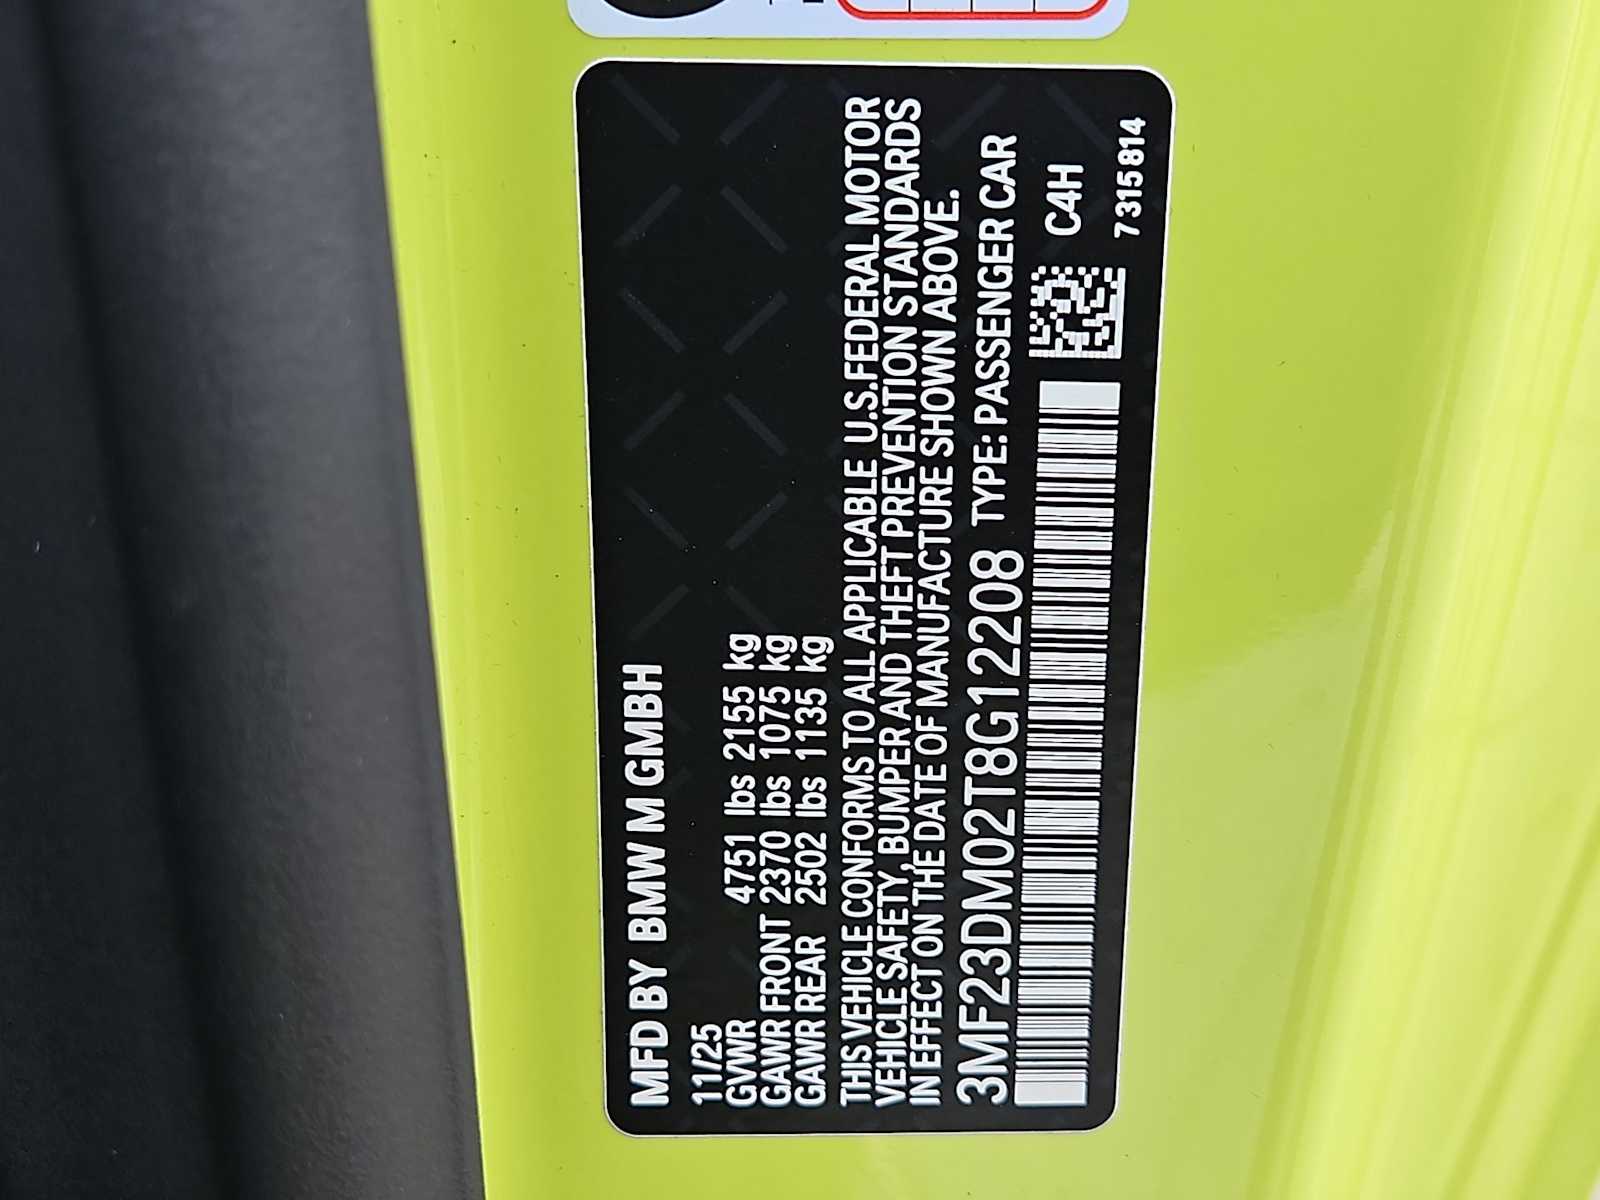 MFD BY BMW M GMBH
11/25
GVWR 4751 lbs 2155 kg
GAWR FRONT 2370 lbs 1075 kg
GAWR REAR 2502 lbs 1135 kg
THIS VEHICLE CONFORMS TO ALL APPLICABLE U.S.FEDERAL MOTOR
VEHICLE SAFETY, BUMPER AND THEFT PREVENTION STANDARDS
IN EFFECT ON THE DATE OF MANUFACTURE SHOWN ABOVE.
3MF23DM02T8G12208 TYPE: PASSENGER CAR
C4H
7 315 814